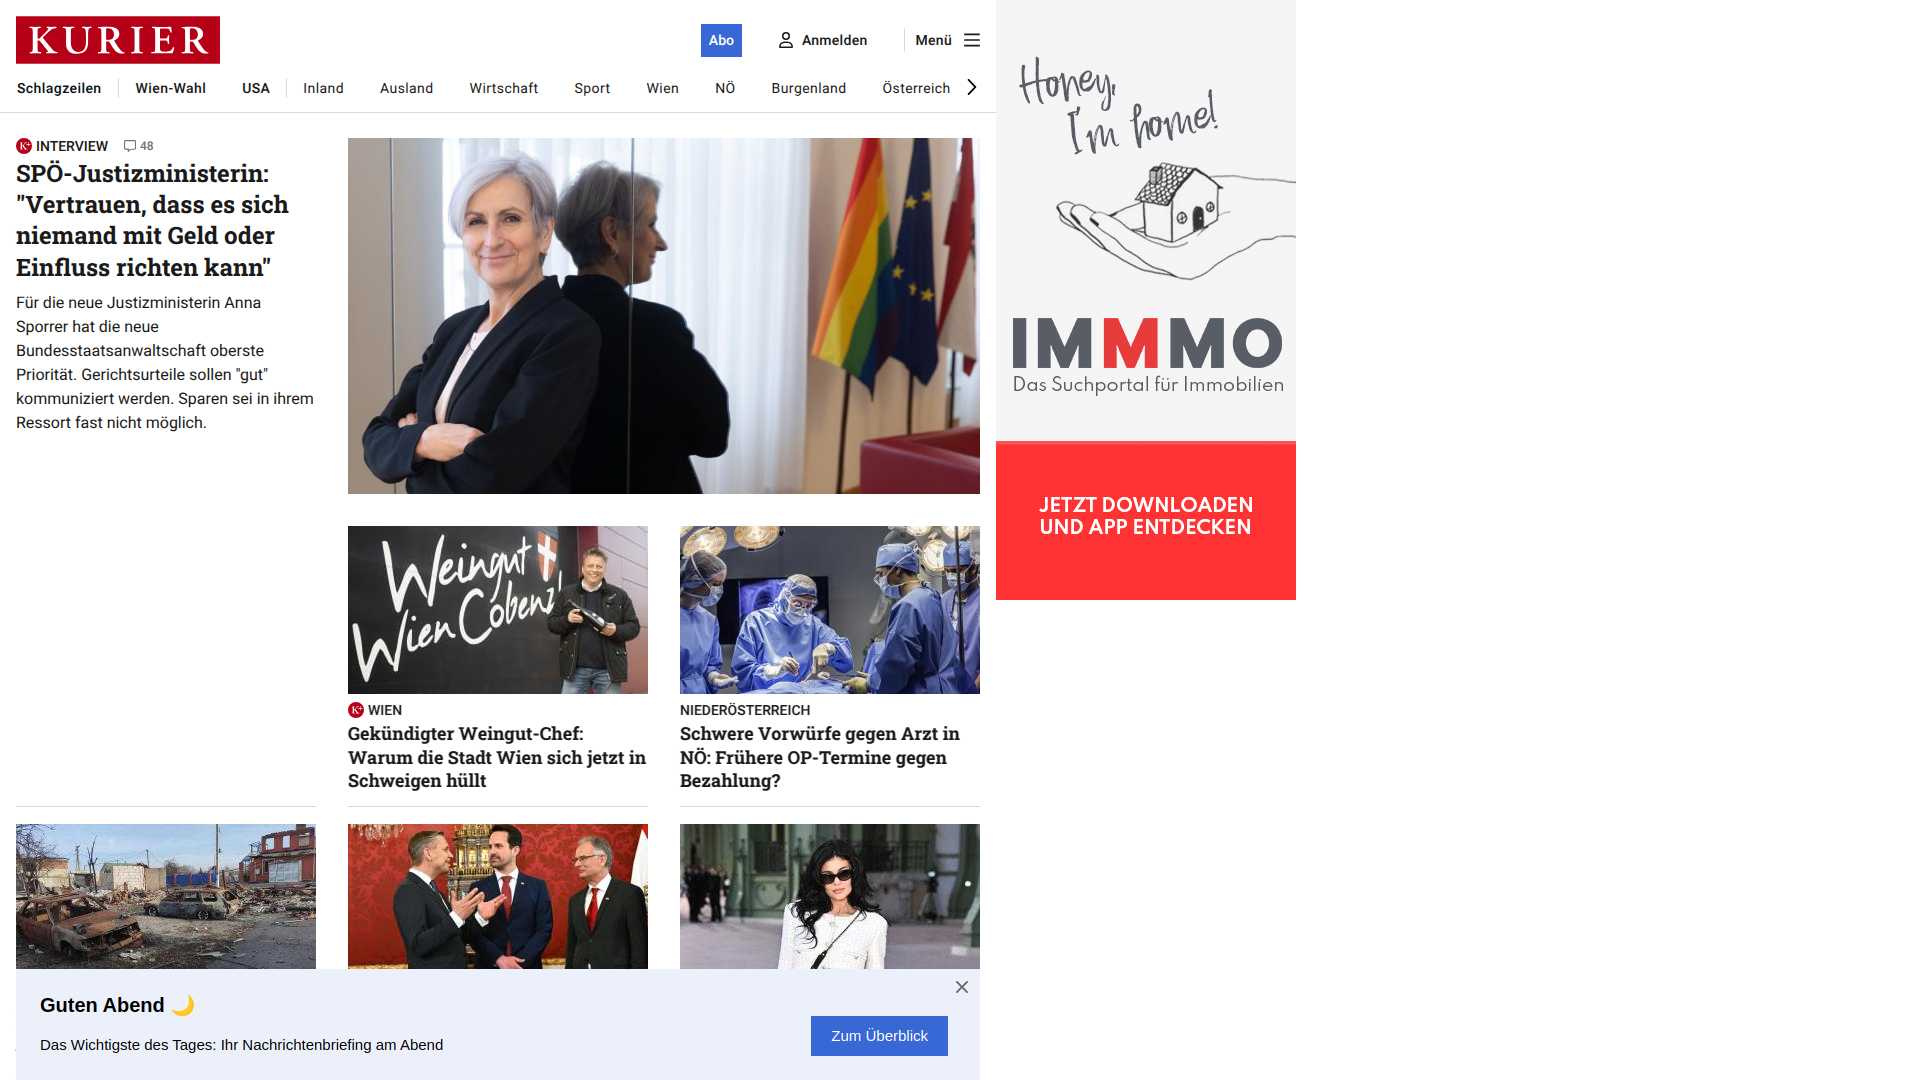 KURIER
Abo
Anmelden
Menü
Schlagzeilen
Wien-Wahl
USA
Inland
Ausland
Wirtschaft
Sport
Wien
NÖ
Burgenland
Österreich
K+ INTERVIEW 48
SPÖ-Justizministerin:
"Vertrauen, dass es sich
niemand mit Geld oder
Einfluss richten kann"
Für die neue Justizministerin Anna
Sporrer hat die neue
Bundesstaatsanwaltschaft oberste
Priorität. Gerichtsurteile sollen "gut"
kommuniziert werden. Sparen sei in ihrem
Ressort fast nicht möglich.
Weingut
Wien Cobenzl
K+ WIEN
Gekündigter Weingut-Chef:
Warum die Stadt Wien sich jetzt in
Schweigen hüllt
NIEDERÖSTERREICH
Schwere Vorwürfe gegen Arzt in
NÖ: Frühere OP-Termine gegen
Bezahlung?
Guten Abend 🌙
Das Wichtigste des Tages: Ihr Nachrichtenbriefing am Abend
Zum Überblick
Honey,
I'm home!
IMMMO
Das Suchportal für Immobilien
JETZT DOWNLOADEN
UND APP ENTDECKEN